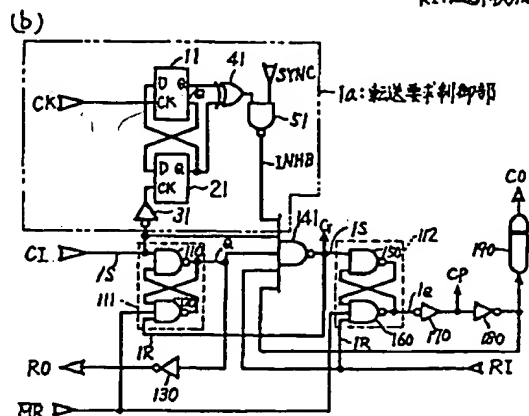 (b)
11
D Q
CK
CK
41
SYNC
51
1a:転送要求制御部
D Q
CK
21
INHB
31
CO
141
G
1S
112
190
CI
1S
110
Q
150
CP
111
1R
160
170
180
1R
RO
130
RI
MR